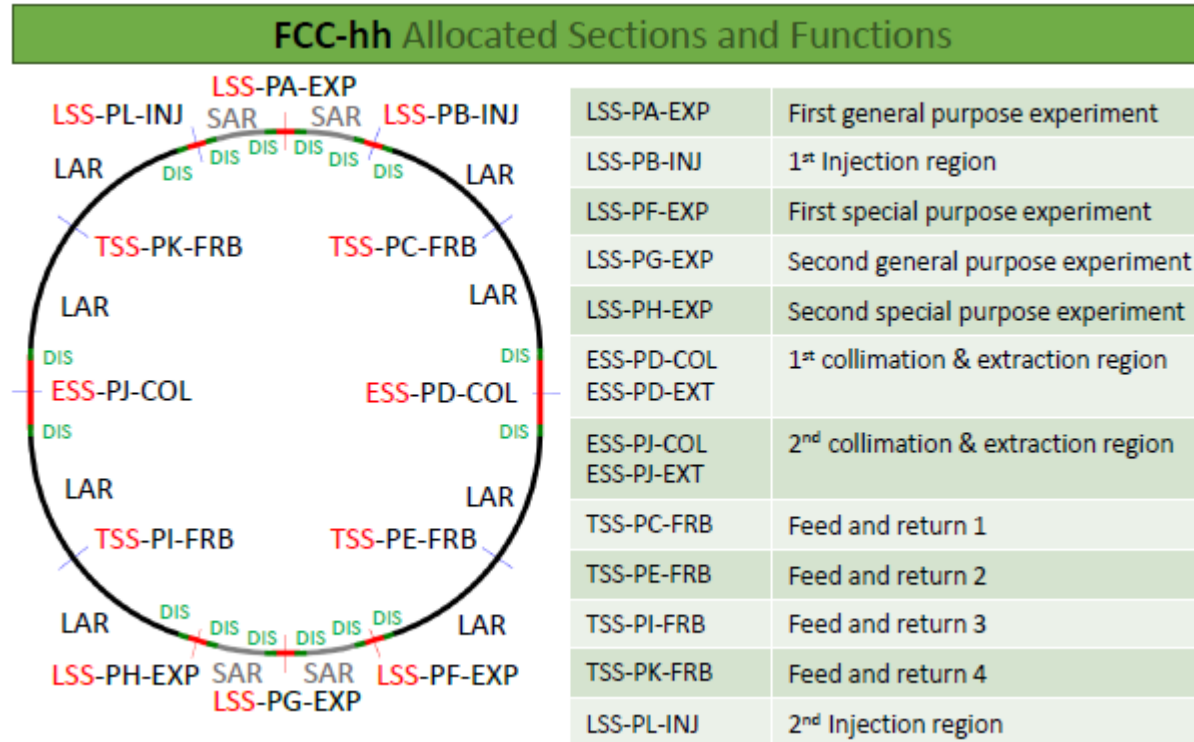 FCC-hh Allocated Sections and Functions
LSS-PA-EXP
LSS-PL-INJ
SAR
SAR
LSS-PB-INJ
LAR
DIS
DIS
DIS
DIS
DIS
DIS
LAR
TSS-PK-FRB
TSS-PC-FRB
LAR
LAR
DIS
DIS
ESS-PJ-COL
ESS-PD-COL
DIS
DIS
LAR
LAR
TSS-PI-FRB
TSS-PE-FRB
LAR
DIS
DIS
DIS
DIS
DIS
DIS
LAR
LSS-PH-EXP
SAR
SAR
LSS-PF-EXP
LSS-PG-EXP
LSS-PA-EXP First general purpose experiment
LSS-PB-INJ 1st Injection region
LSS-PF-EXP First special purpose experiment
LSS-PG-EXP Second general purpose experiment
LSS-PH-EXP Second special purpose experiment
ESS-PD-COL 1st collimation & extraction region
ESS-PD-EXT
ESS-PJ-COL 2nd collimation & extraction region
ESS-PJ-EXT
TSS-PC-FRB Feed and return 1
TSS-PE-FRB Feed and return 2
TSS-PI-FRB Feed and return 3
TSS-PK-FRB Feed and return 4
LSS-PL-INJ 2nd Injection region